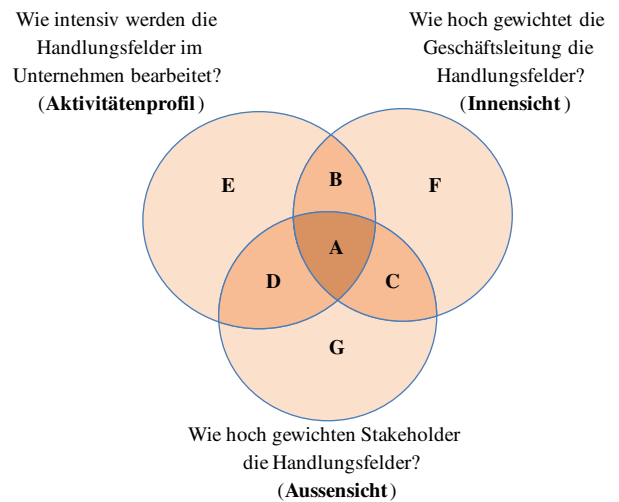 Wie intensiv werden die
Handlungsfelder im
Unternehmen bearbeitet?
(Aktivitätenprofil)
Wie hoch gewichtet die
Geschäftsleitung die
Handlungsfelder?
(Innensicht)
E
B
F
A
D
C
G
Wie hoch gewichten Stakeholder
die Handlungsfelder?
(Aussensicht)